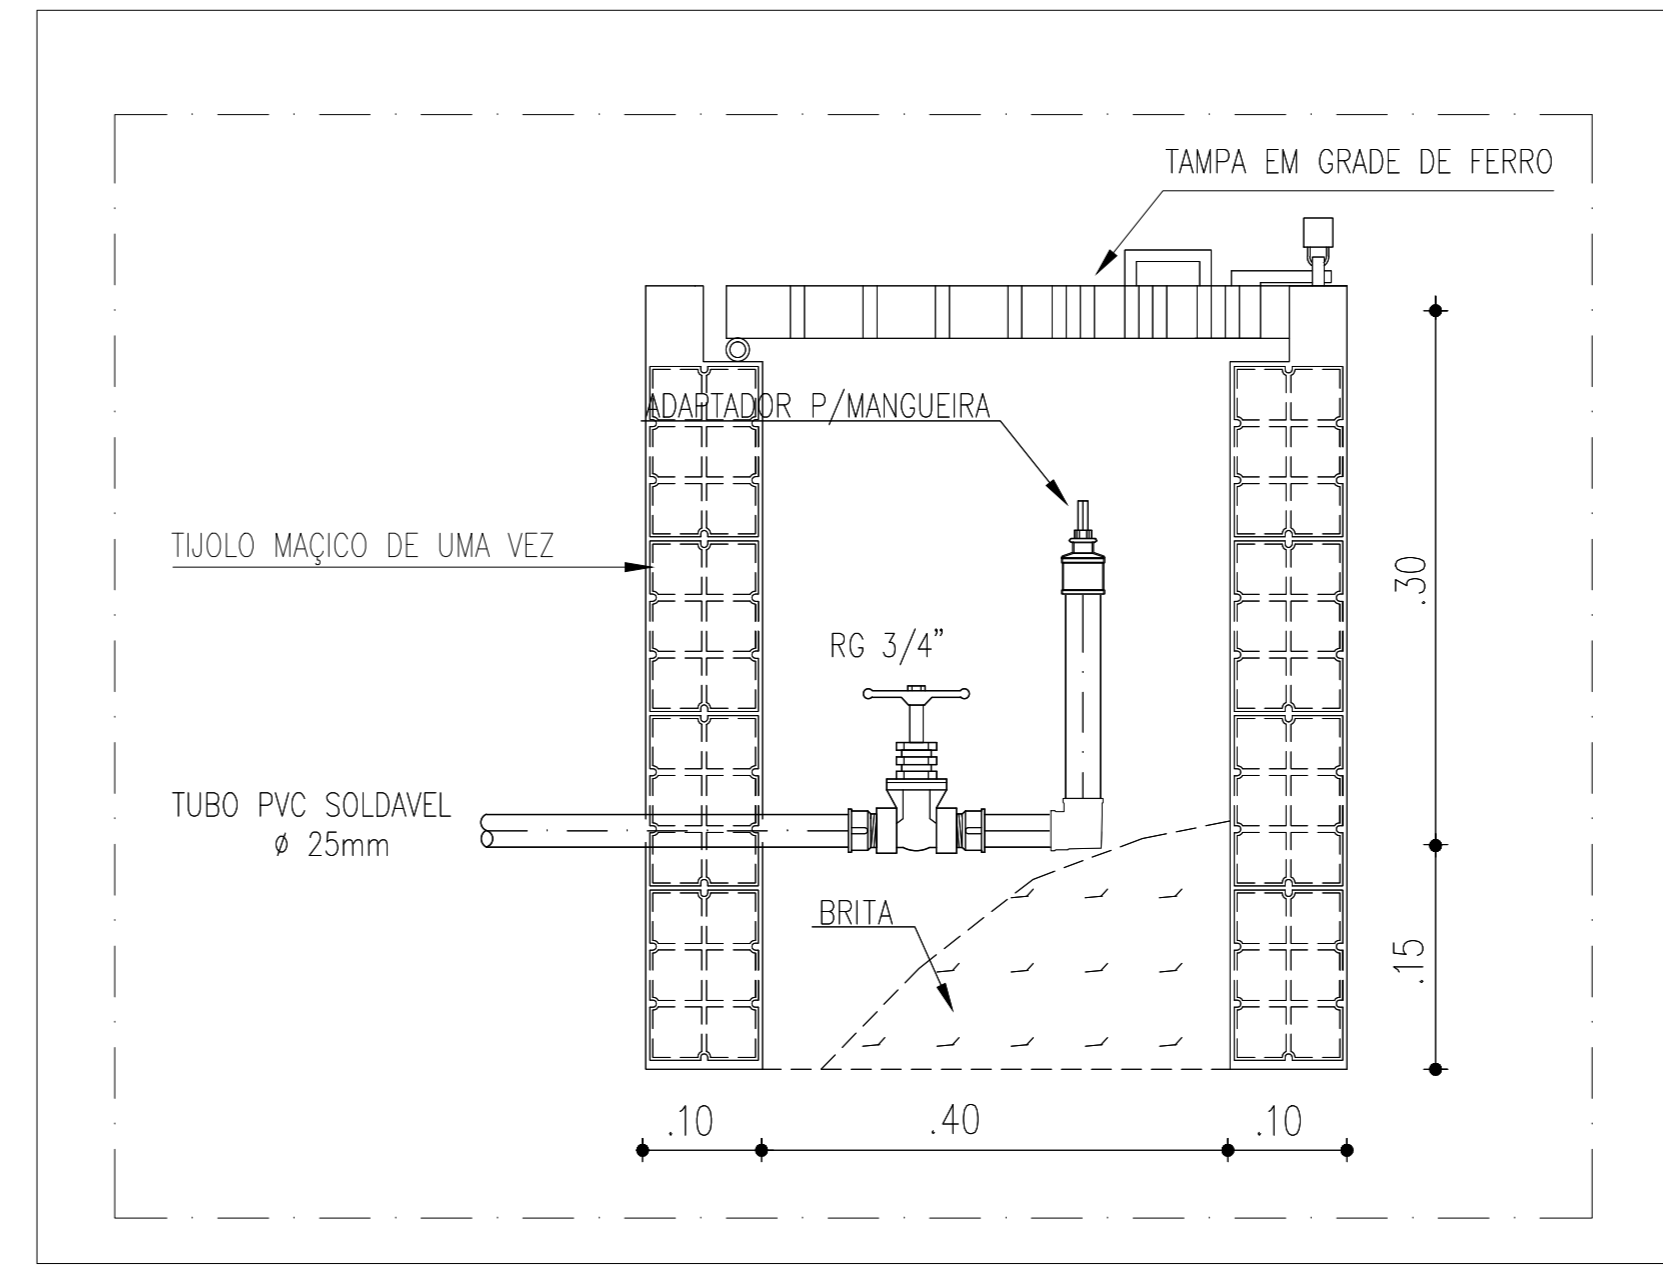 TAMPA EM GRADE DE FERRO
ADAPTADOR P/MANGUEIRA
TIJOLO MAÇICO DE UMA VEZ
.30
RG 3/4"
TUBO PVC SOLDAVEL
ø 25mm
BRITA
.15
.10
.40
.10